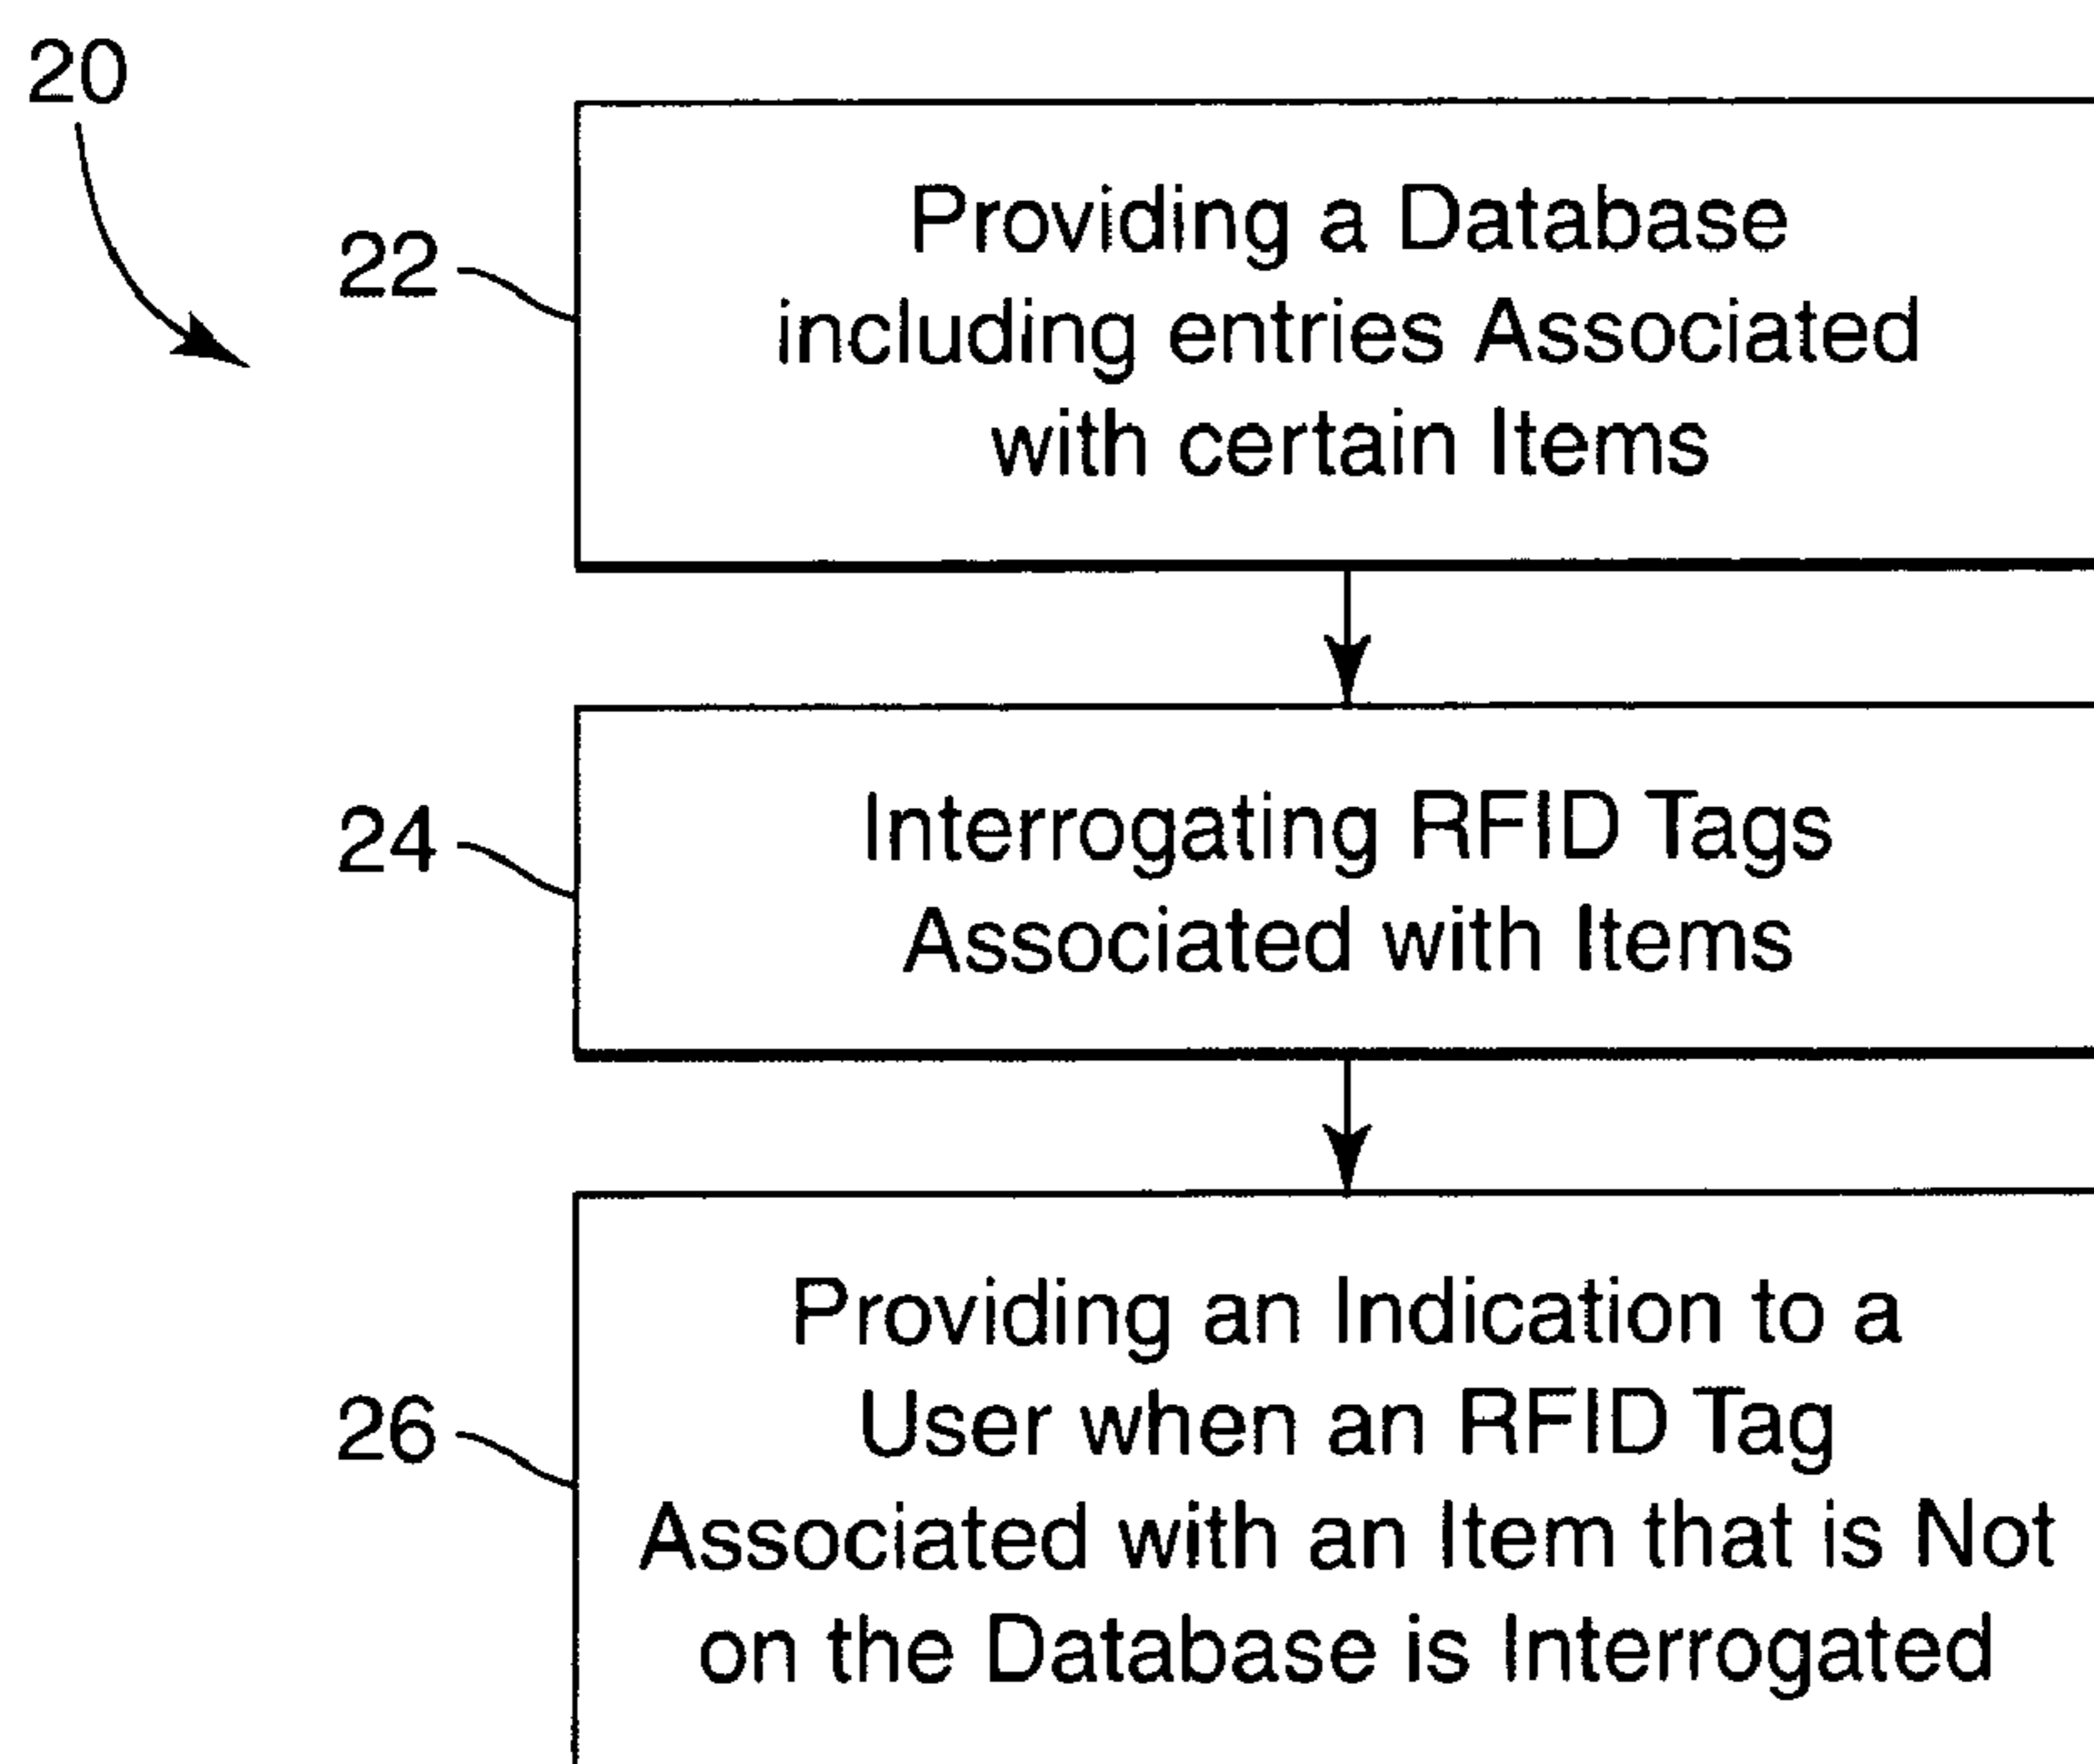 20
22
Providing a Database
including entries Associated
with certain Items
24
Interrogating RFID Tags
Associated with Items
26
Providing an Indication to a
User when an RFID Tag
Associated with an Item that is Not
on the Database is Interrogated